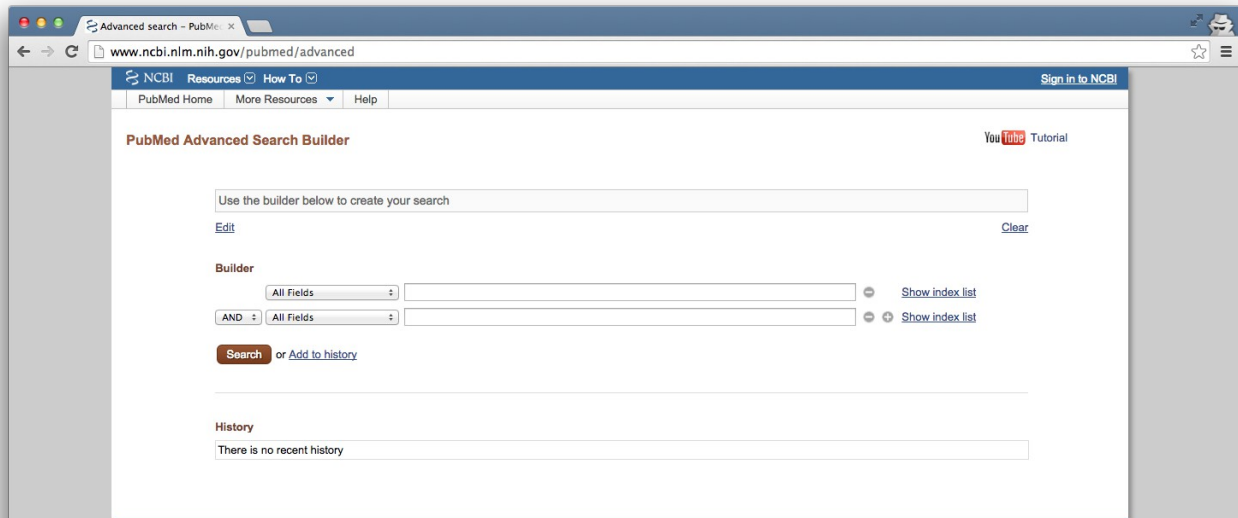 Advanced search – PubMed
www.ncbi.nlm.nih.gov/pubmed/advanced
NCBI Resources How To Sign in to NCBI
PubMed Home More Resources Help
PubMed Advanced Search Builder
You Tube Tutorial
Use the builder below to create your search
Edit Clear
Builder
All Fields Show index list
AND All Fields Show index list
Search or Add to history
History
There is no recent history